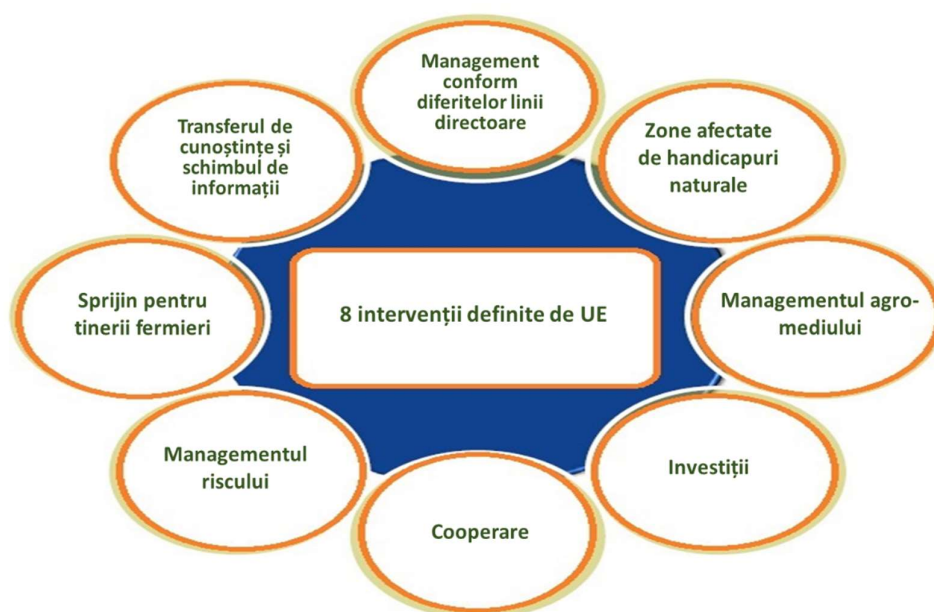 Management
conform
diferitelor linii
directoare
Zone afectate
de handicapuri
naturale
Managementul agro-
mediului
Investiții
Cooperare
Managementul
riscului
Sprijin pentru
tinerii fermieri
Transferul de
cunoștințe și
schimbul de
informații
8 intervenții definite de UE